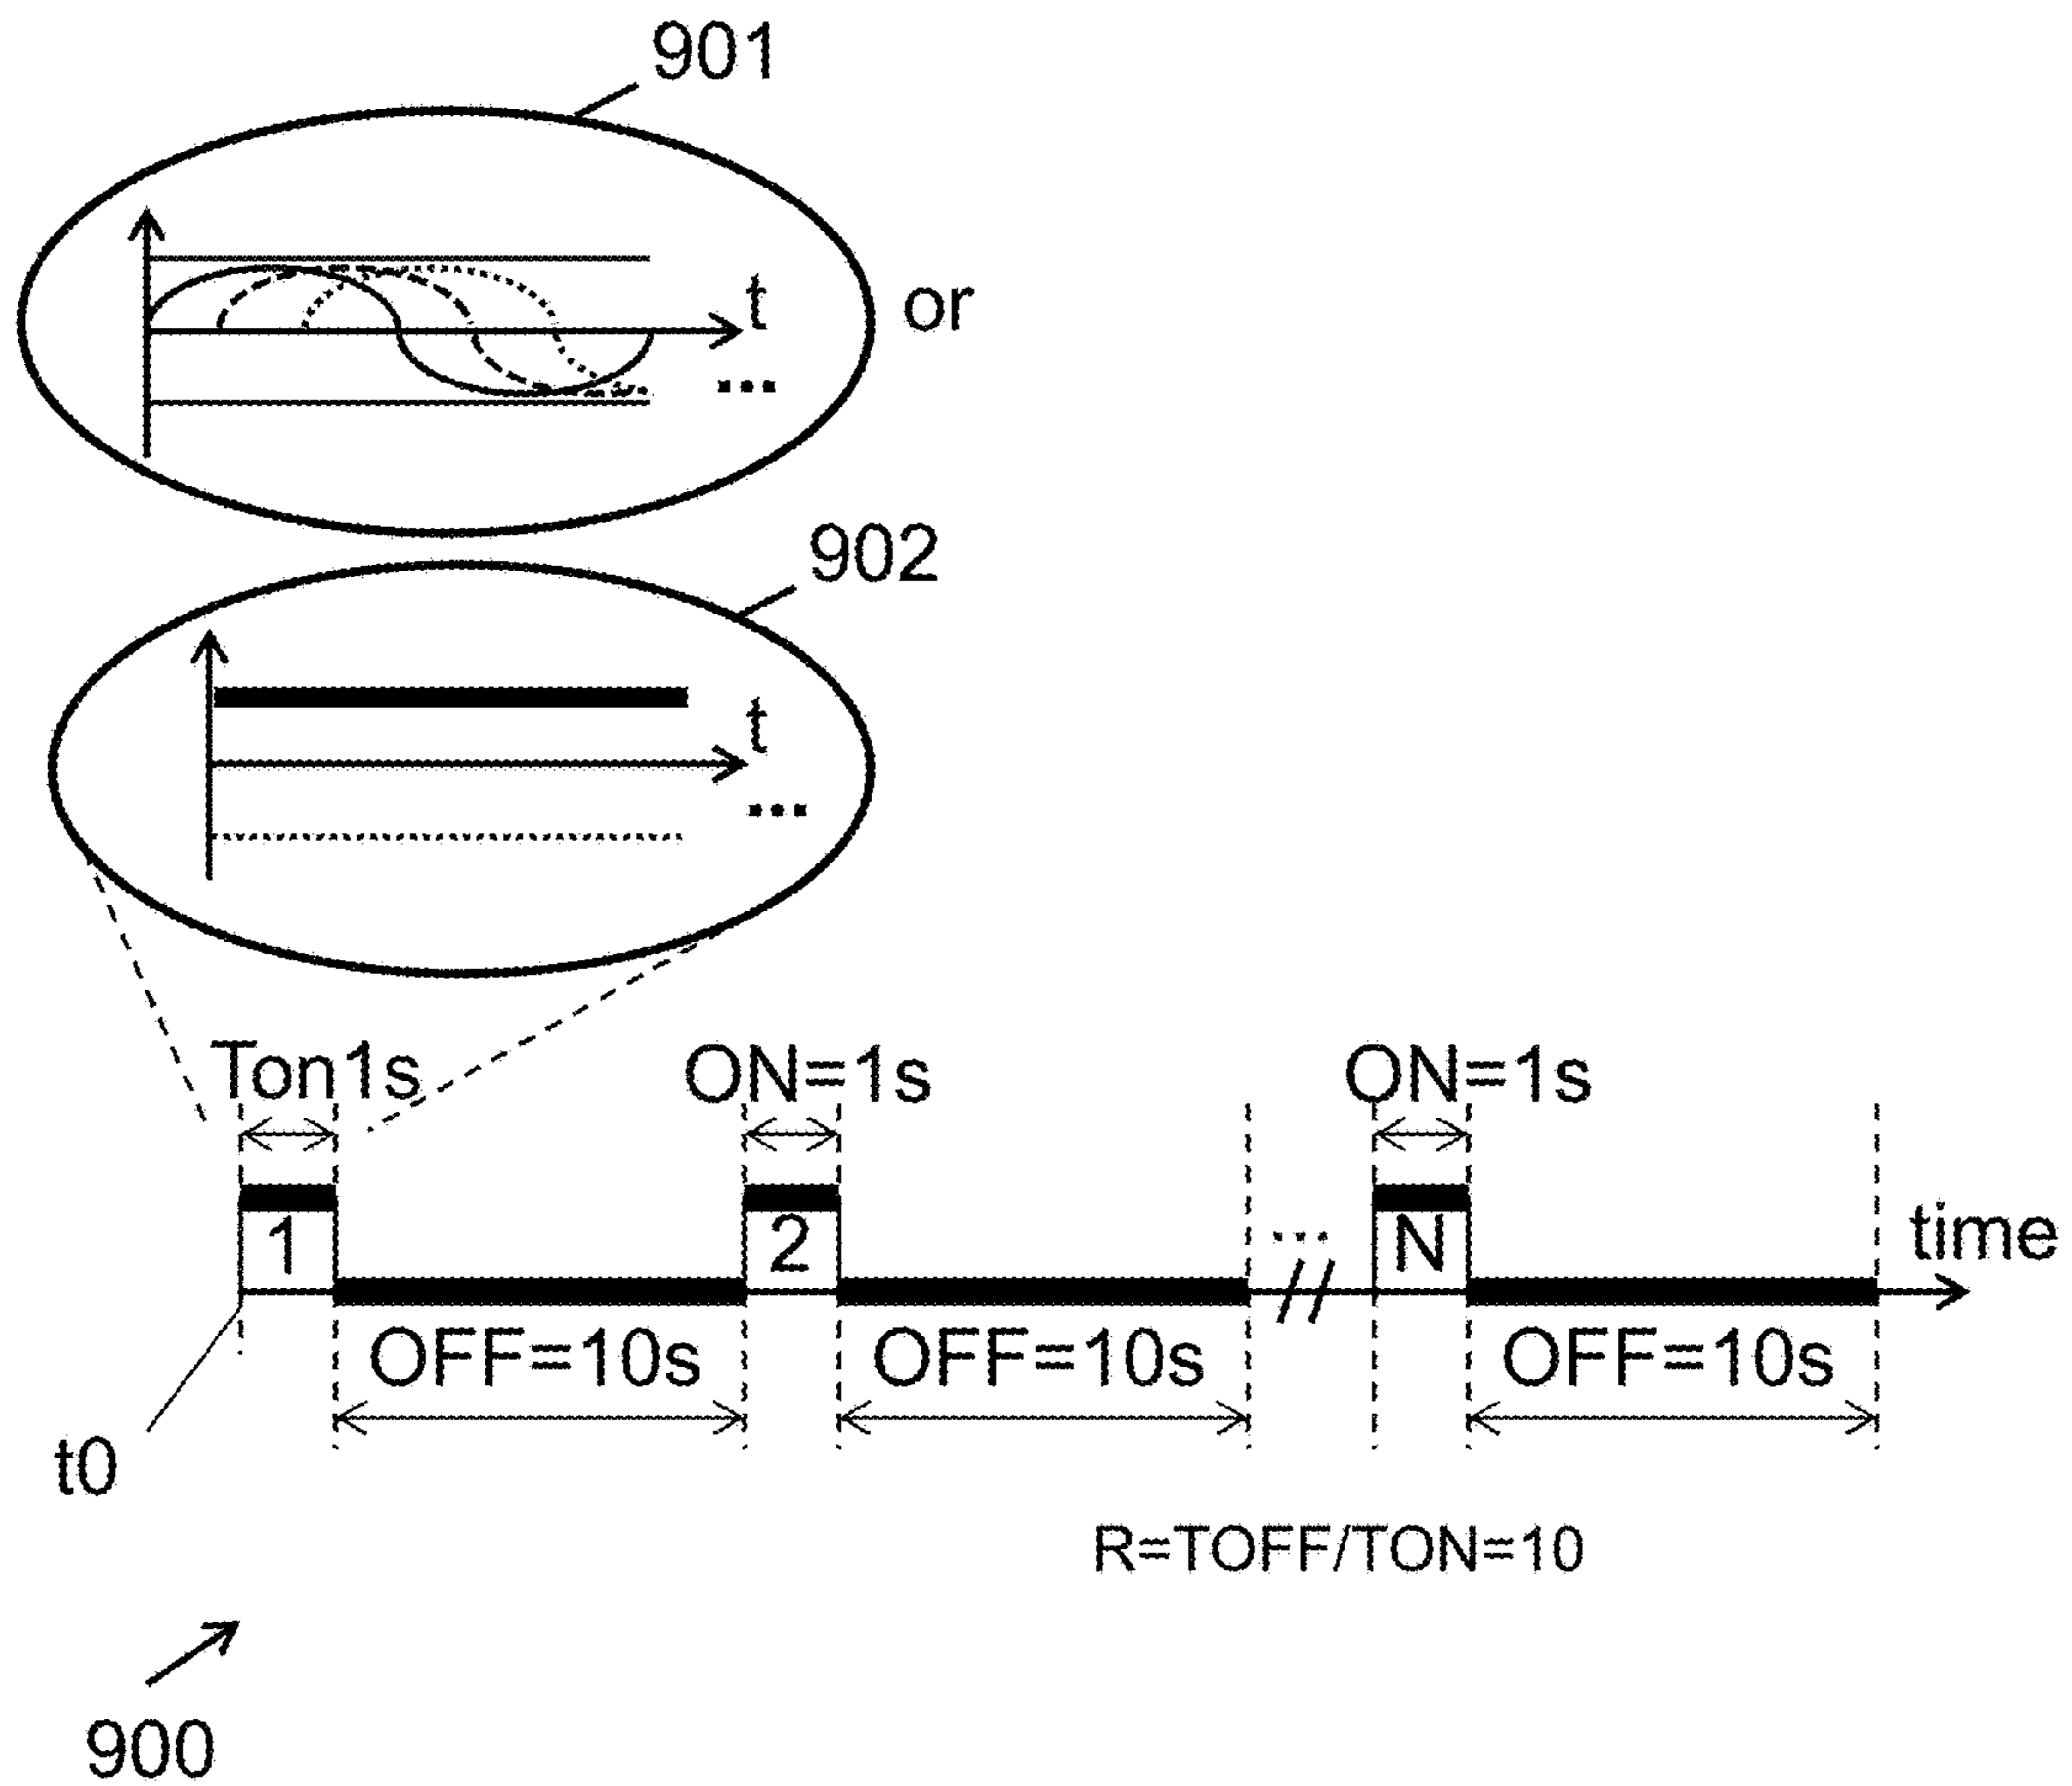 901
t
or
...
902
t
...
Ton1s
ON=1s
ON=1s
1
2
...
N
time
OFF=10s
OFF=10s
OFF=10s
t0
R=TOFF/TON=10
900